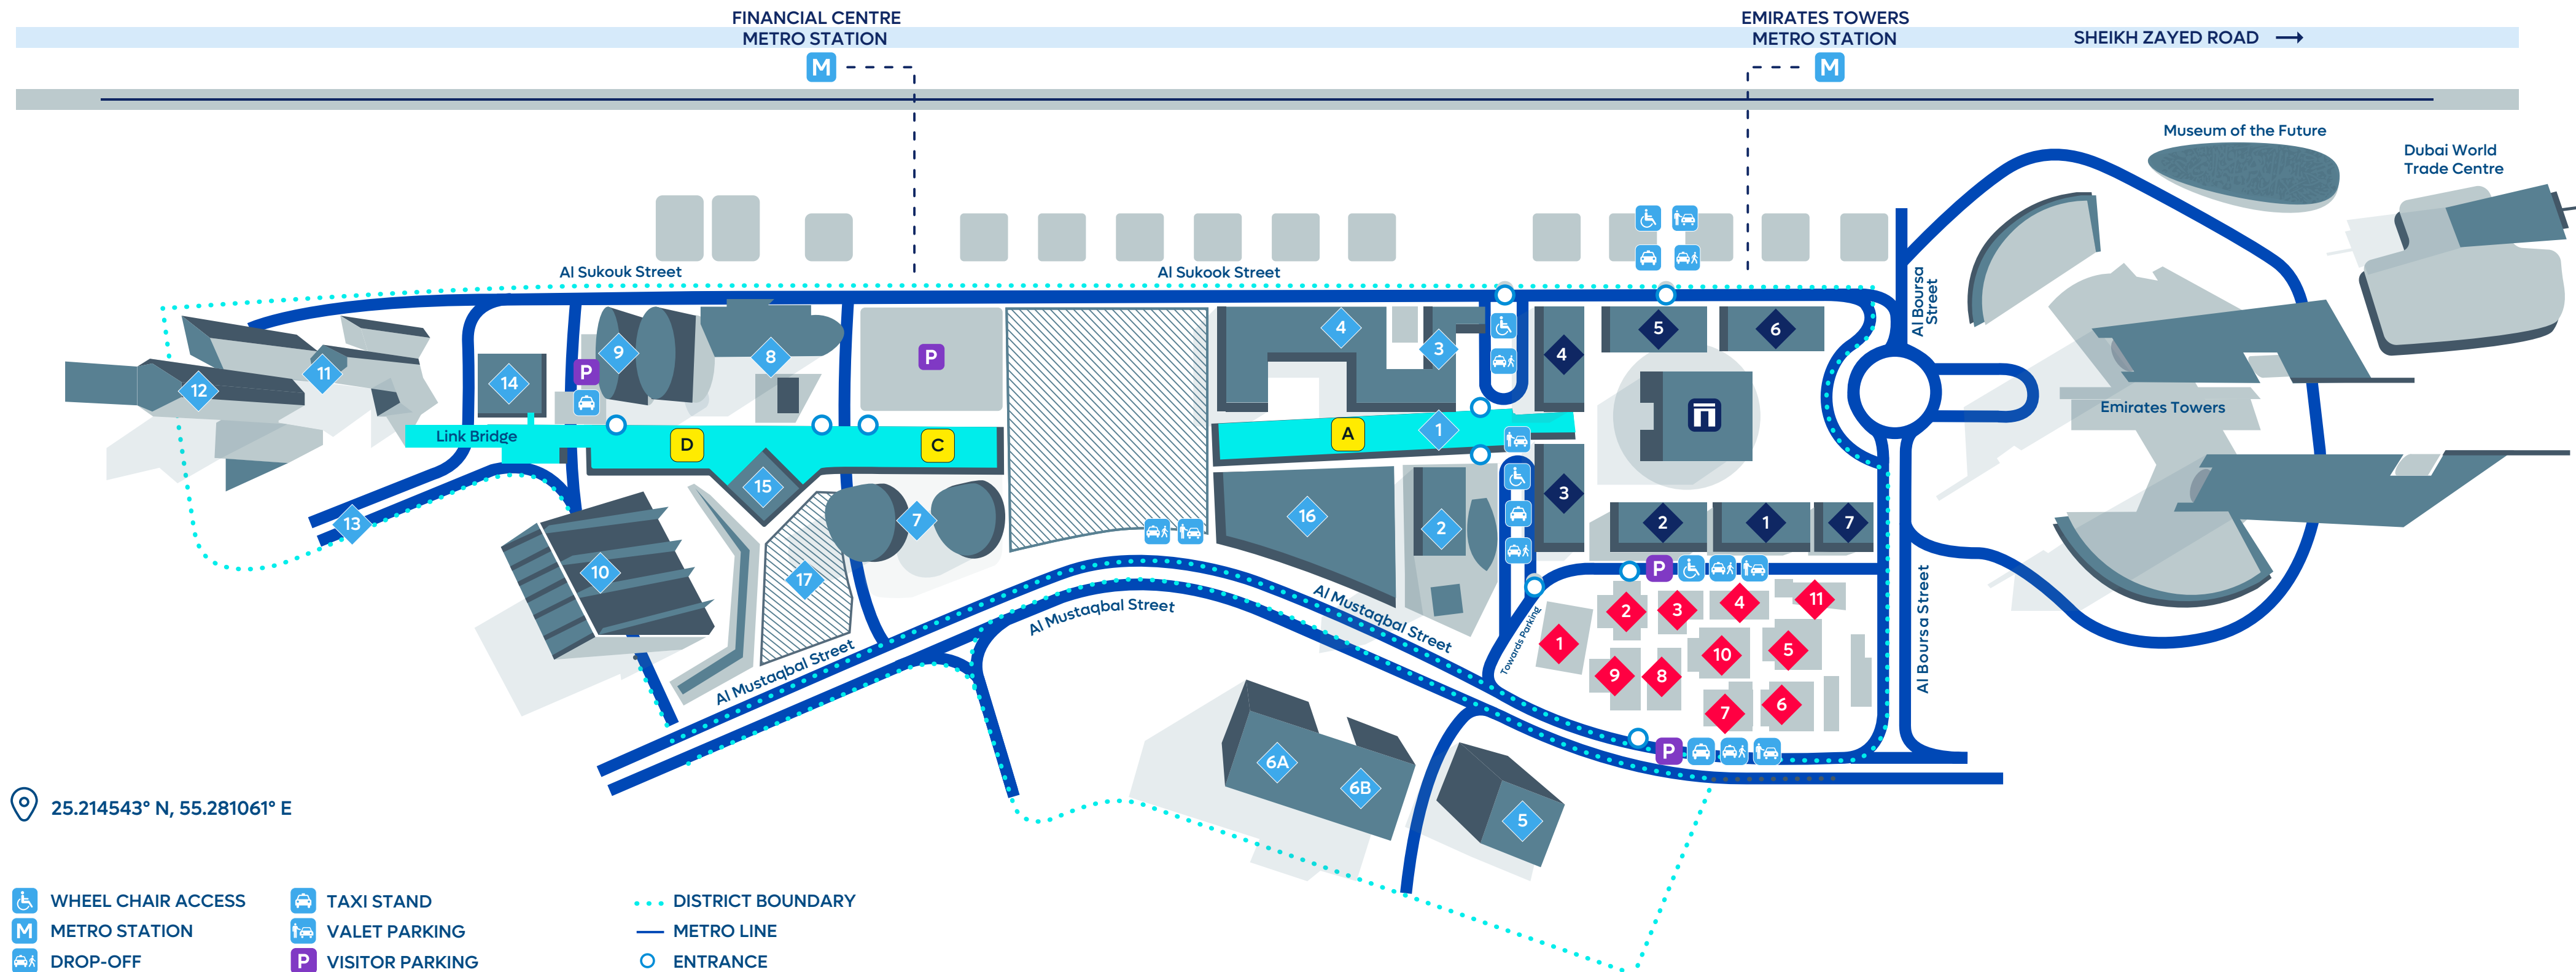 FINANCIAL CENTRE
METRO STATION
M
EMIRATES TOWERS
METRO STATION
M
SHEIKH ZAYED ROAD
Museum of the Future
Dubai World
Trade Centre
Al Sukouk Street
Al Sukook Street
Al Boursa
Street
4
3
5
6
9
8
P
P
4
11
14
12
Link Bridge
D
C
A
1
Emirates Towers
15
3
13
7
16
2
2
1
7
10
17
P
Al Mustaqbal Street
Al Mustaqbal Street
Al Mustaqbal Street
Towards Parking
Al Boursa Street
2
3
4
11
1
10
5
9
8
7
6
P
6A
6B
5
25.214543° N, 55.281061° E
WHEEL CHAIR ACCESS
M METRO STATION
DROP-OFF
TAXI STAND
VALET PARKING
P VISITOR PARKING
DISTRICT BOUNDARY
METRO LINE
ENTRANCE